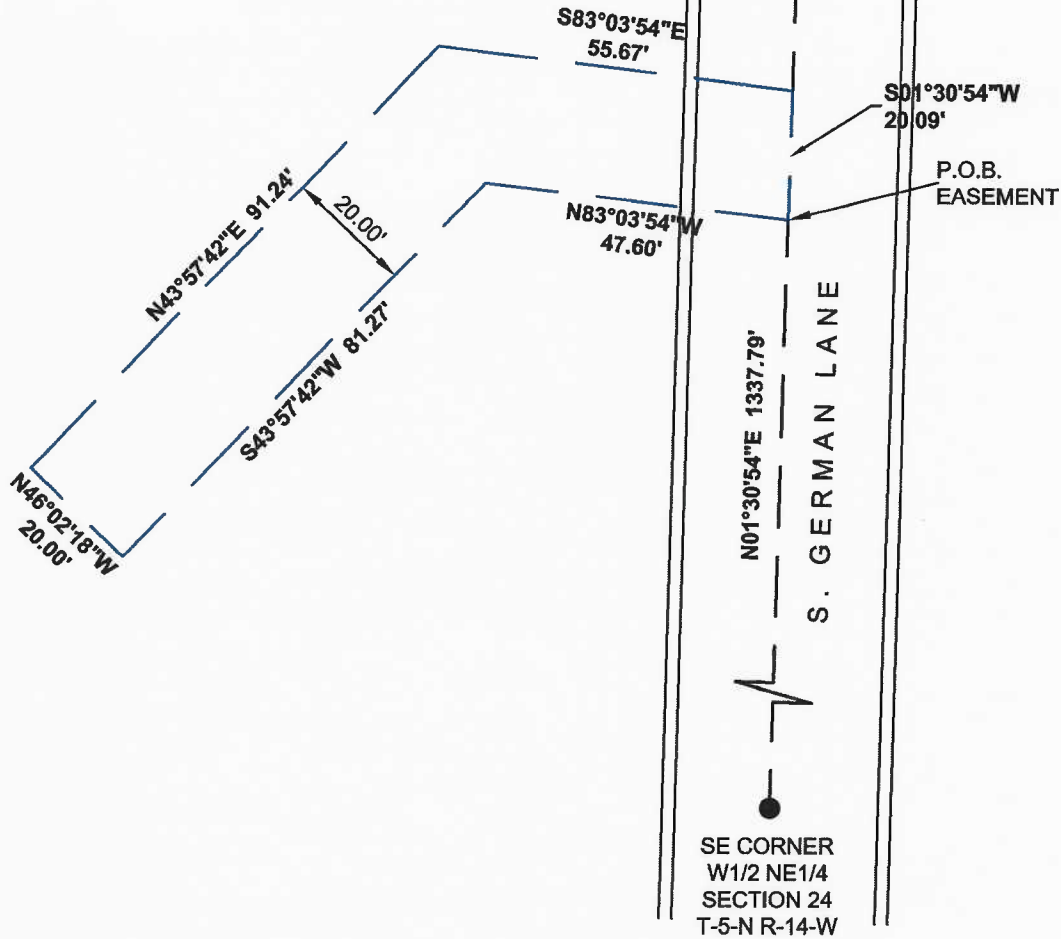 S83°03'54"E
55.67'
S01°30'54"W
20.09'
P.O.B.
EASEMENT
N83°03'54"W
47.60'
N43°57'42"E 91.24'
20.00'
S43°57'42"W 81.27'
N46°02'18"W
20.00'
N01°30'54"E 1337.79'
S. GERMAN LANE
SE CORNER
W1/2 NE1/4
SECTION 24
T-5-N R-14-W